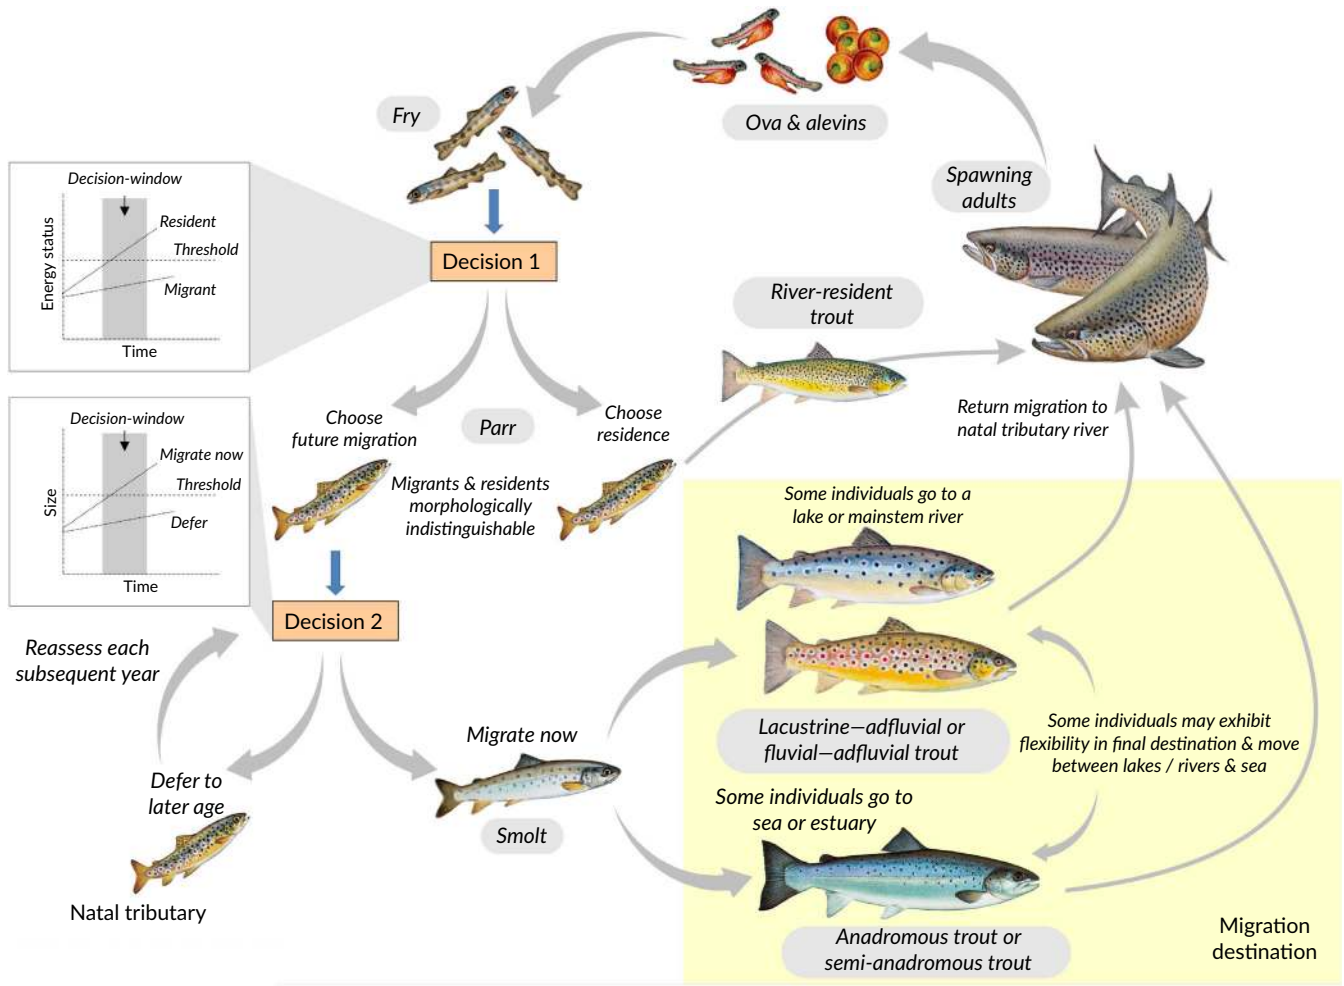 Ova & alevins
Fry
Spawning
adults
Decision-window
Resident
Threshold
Migrant
Energy status
Time
Decision 1
River-resident
trout
Choose
future migration
Parr
Choose
residence
Migrants & residents
morphologically
indistinguishable
Return migration to
natal tributary river
Decision-window
Migrate now
Threshold
Defer
Size
Time
Decision 2
Some individuals go to a
lake or mainstem river
Reassess each
subsequent year
Lacustrine—adfluvial or
fluvial—adfluvial trout
Some individuals may exhibit
flexibility in final destination & move
between lakes / rivers & sea
Migrate now
Smolt
Defer to
later age
Natal tributary
Some individuals go to
sea or estuary
Anadromous trout or
semi-anadromous trout
Migration
destination